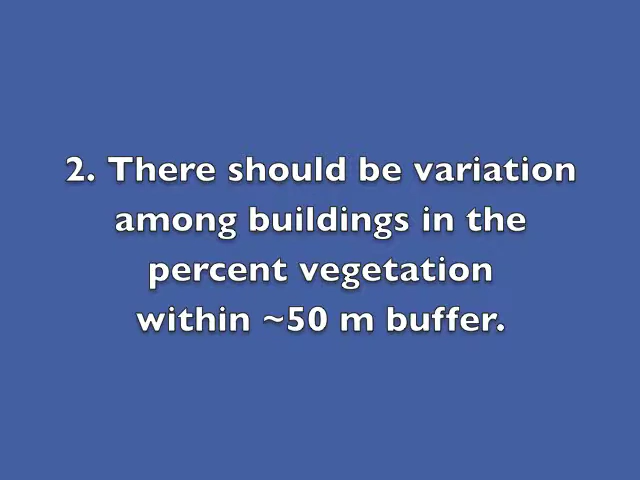 2. There should be variation
among buildings in the
percent vegetation
within ~50 m buffer.